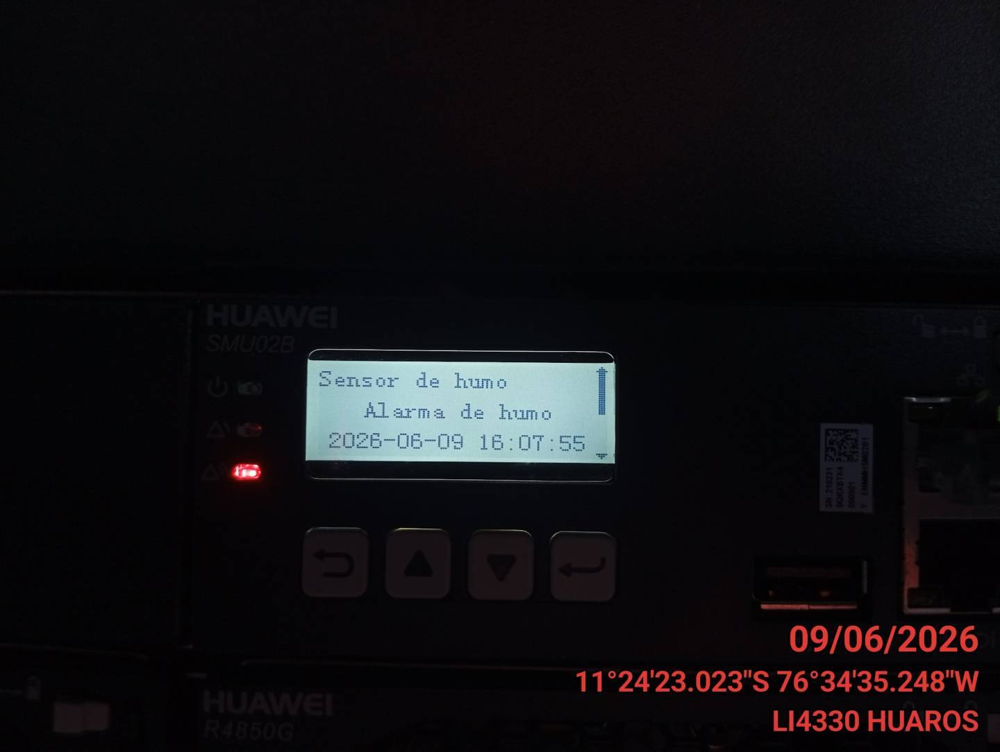 HUAWEI
SMU02B
Sensor de humo
Alarma de humo
2026-06-09 16:07:55
HUAWEI
R4850G
09/06/2026
11°24'23.023"S 76°34'35.248"W
LI4330 HUAROS